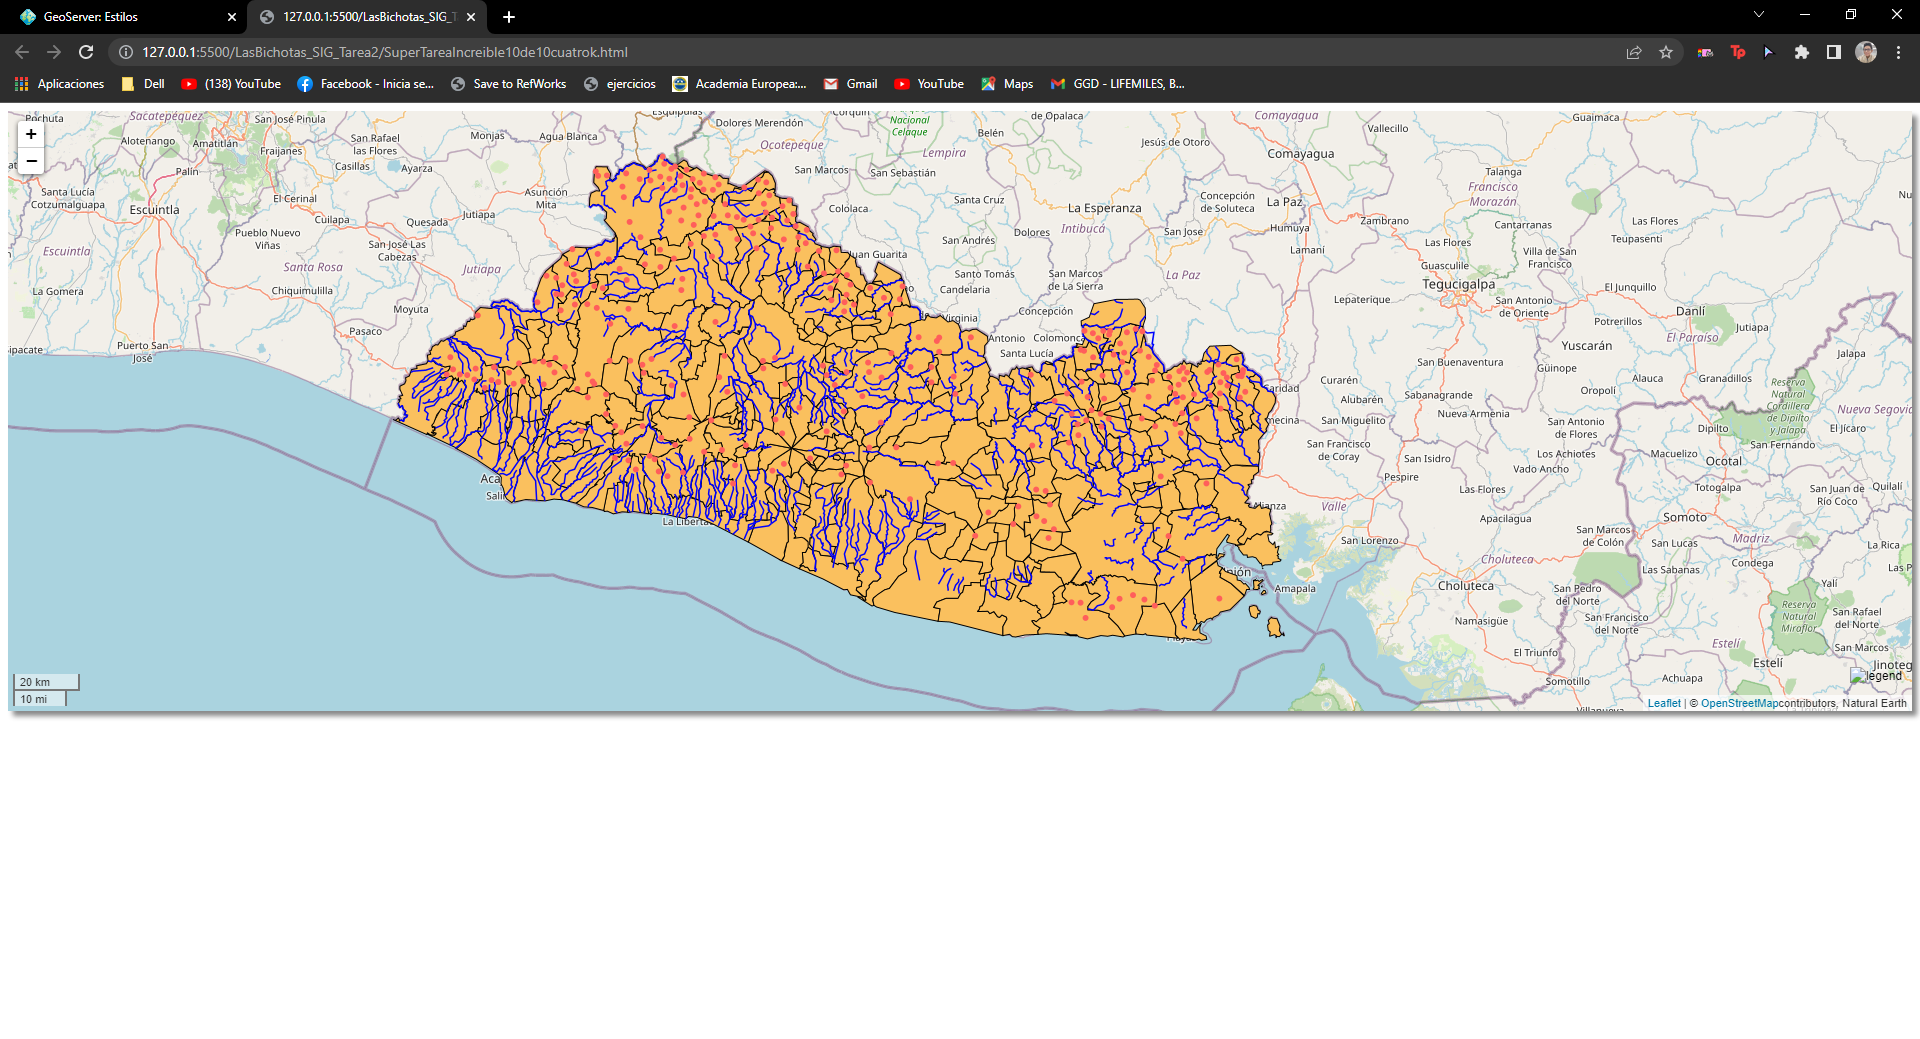 GeoServer: Estilos
127.0.0.1:5500/LasBichotas_SIG_T
127.0.0.1:5500/LasBichotas_SIG_Tarea2/SuperTareaIncreible10de10cuatrok.html
Aplicaciones
Dell
(138) YouTube
Facebook - Inicia se...
Save to RefWorks
ejercicios
Academia Europea:...
Gmail
YouTube
Maps
GGD - LIFEMILES, B...
+
−
Pochuta
Sacatepéquez
San José Pinula
Alotenango
Amatitlán
Fraijanes
San Rafael
las Flores
Casillas
Monjas
Agua Blanca
Esquipulas
Dolores Merendón
Ocotepeque
Corquín
Nacional
Celaque
Lempira
Belén
de Opalaca
Jesús de Otoro
Comayagua
Comayagua
Vallecillo
Guaimaca
Talanga
Francisco
Morazán
Palín
Ayarza
San Marcos
San Sebastián
Santa Lucía
Cotzumalguapa
Escuintla
El Cerinal
Cuilapa
Quesada
Jutiapa
Asunción
Mita
Cololaca
Santa Cruz
La Esperanza
Concepción
de Soluteca
La Paz
Zambrano
Cantarranas
Las Flores
Teupasenti
Pueblo Nuevo
Viñas
San José Las
Cabezas
San Andrés
Dolores
Intibucá
San Jose
Humuya
Lamaní
Las Flores
Villa de San
Francisco
Escuintla
Santa Rosa
Jutiapa
Santo Tomás
San Marcos
de La Sierra
La Paz
Guasculile
Tegucigalpa
La Gomera
Chiquimulilla
Moyuta
Candelaria
Concepción
Lepaterique
San Antonio
de Oriente
El Junquillo
Danlí
Potrerillos
Jutiapa
Pasaco
Virginia
Antonio
Santa Lucía
El Paraíso
Yuscarán
Jalapa
Puerto San
José
San Buenaventura
Güinope
Curarén
Alauca
Granadillos
Oropolí
Alubarén
Sabanagrande
Reserva
Natural
Cordillera
de Dipilto
y Jalapa
San Miguelito
Nueva Armenia
San Antonio
de Flores
Dipilto
San Fernando
El Jícaro
San Francisco
de Coray
San Isidro
Los Achiotes
Vado Ancho
Macuelizo
Ocotal
Pespire
Las Flores
Totogalpa
San Juan de
Río Coco
Quilalí
Valle
Apacilagua
Somoto
San Lorenzo
San Marcos
de Colón
San Lucas
Madriz
La Rica
Choluteca
Las Sabanas
Condega
Amapala
Choluteca
San Pedro
del Norte
Yalí
Reserva
Natural
Miraflor
San Rafael
del Norte
Namasigüe
San Francisco
del Norte
Estelí
San Marcos
El Triunfo
Estelí
Somotillo
Achuapa
Villanueva
20 km
10 mi
legend
Leaflet | © OpenStreetMapcontributors, Natural Earth